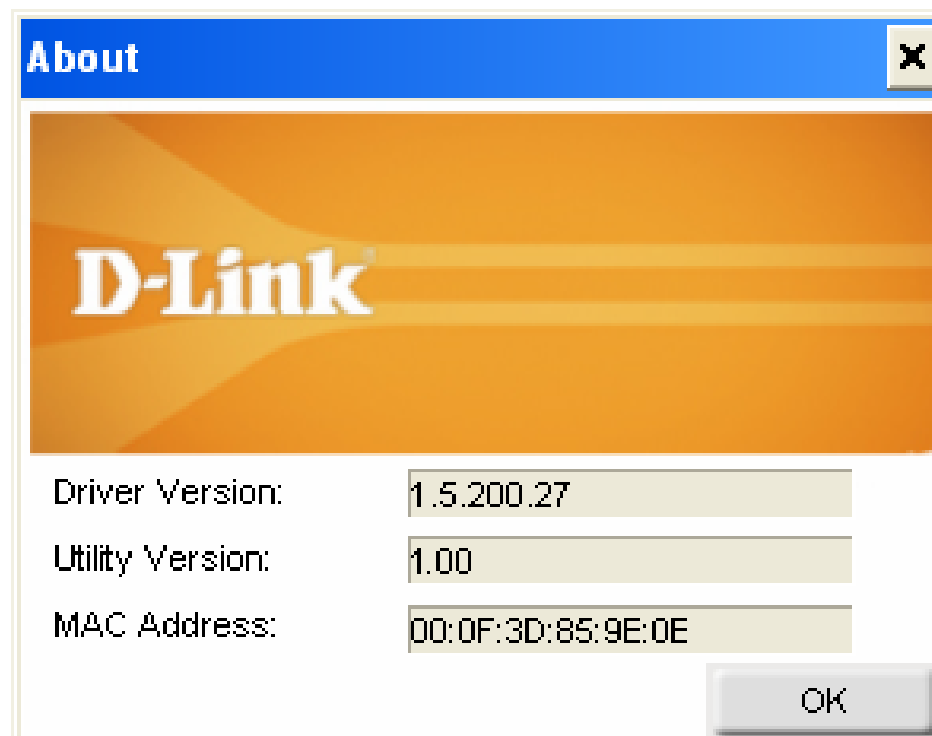 About
D-Link
Driver Version: 1.5.200.27
Utility Version: 1.00
MAC Address: 00:0F:3D:85:9E:0E
OK